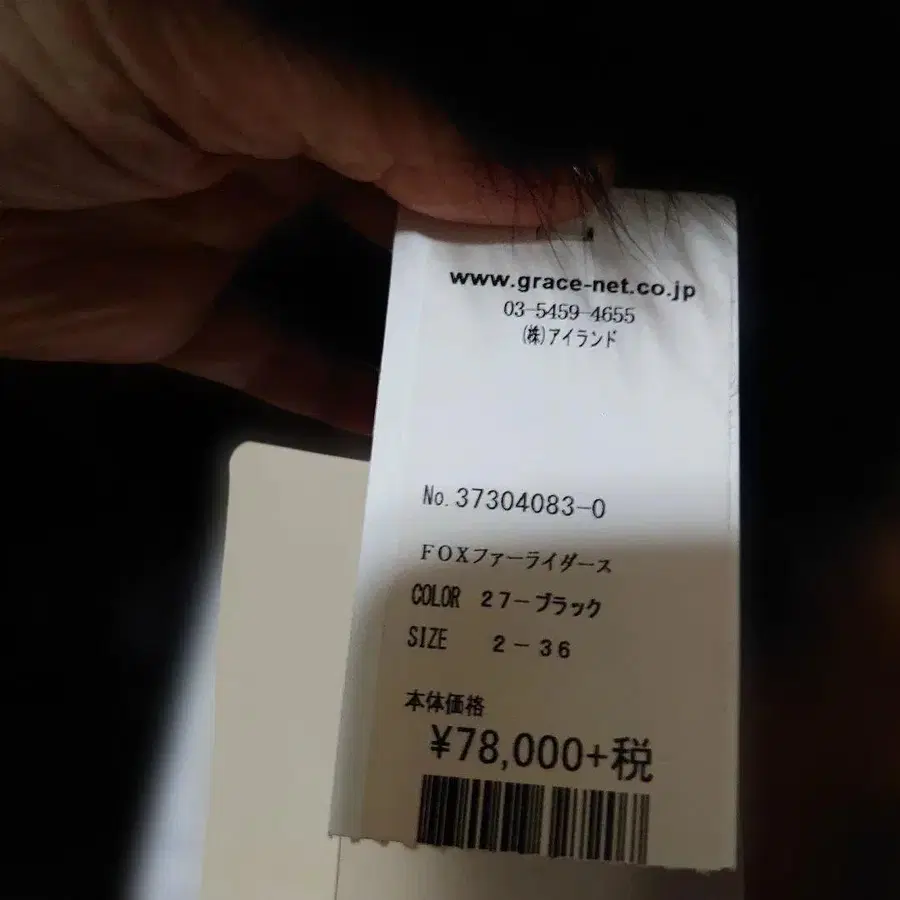 www.grace-net.co.jp
03-5459-4655
(株)アイランド
No.37304083-0
FOXファーライダース
COLOR 27-ブラック
SIZE 2-36
本体価格
¥78,000+税